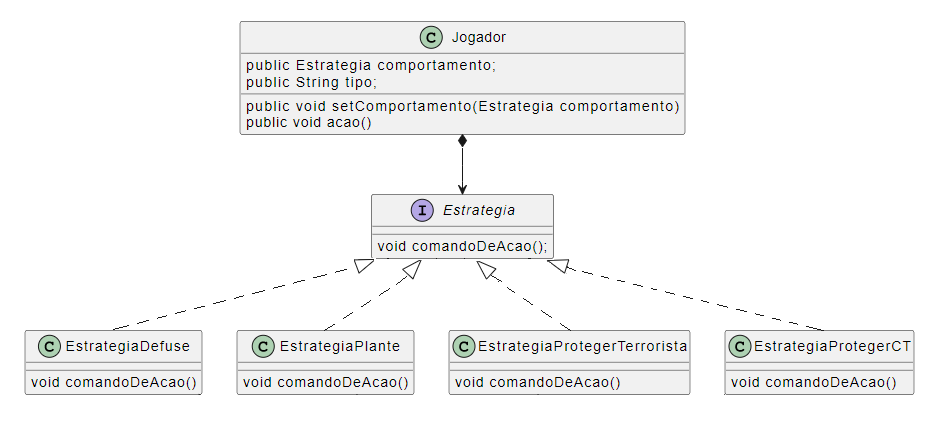 C Jogador
public Estrategia comportamento;
public String tipo;
public void setComportamento(Estrategia comportamento)
public void acao()
I Estrategia
void comandoDeAcao();
C EstrategiaDefuse
void comandoDeAcao()
C EstrategiaPlante
void comandoDeAcao()
C EstrategiaProtegerTerrorista
void comandoDeAcao()
C EstrategiaProtegerCT
void comandoDeAcao()